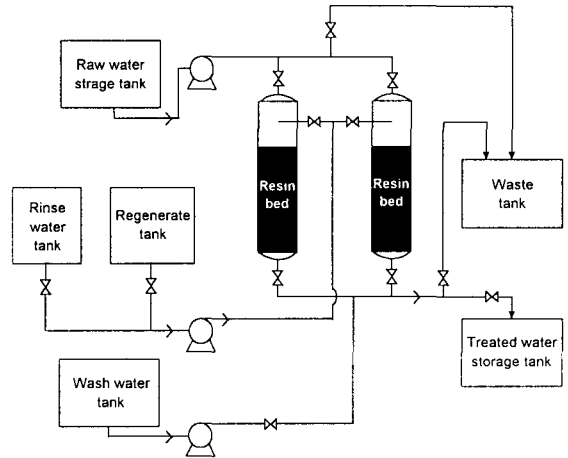 Raw water
strage tank
Resin
bed
Resin
bed
Waste
tank
Rinse
water
tank
Regenerate
tank
Treated water
storage tank
Wash water
tank